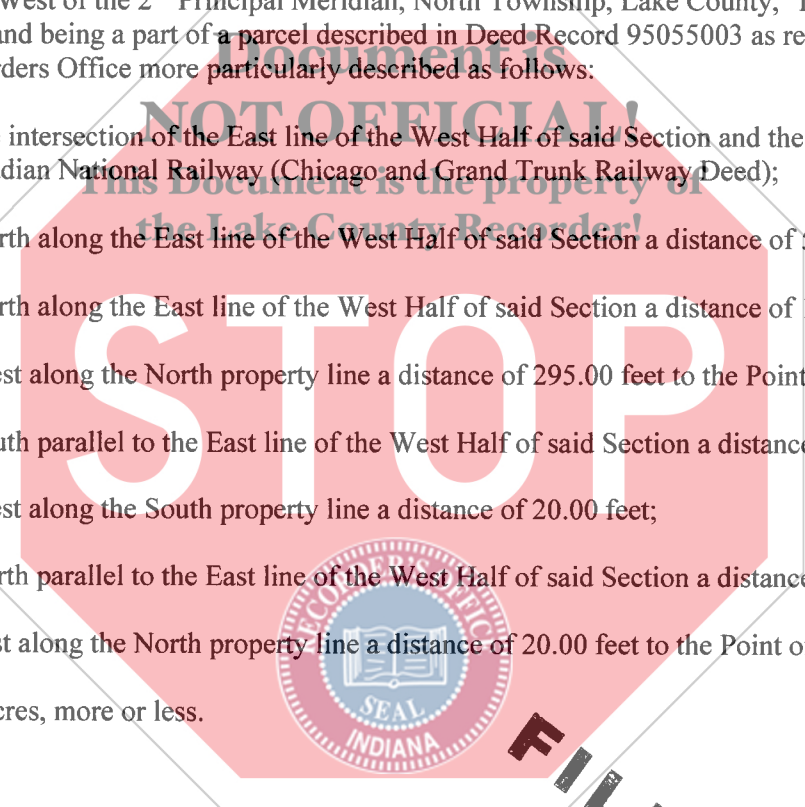 West of the 2 Principal Meridian, North Township, Lake County,
and being a part of a parcel described in Deed Record 95055003 as re
rders Office more particularly described as follows:
Document is
NOT OFFICIAL!
intersection of the East line of the West Half of said Section and the
dian National Railway (Chicago and Grand Trunk Railway Deed);
This Document is the property of
the Lake County Recorder!
rth along the East line of the West Half of said Section a distance of
rth along the East line of the West Half of said Section a distance of
STOP
est along the North property line a distance of 295.00 feet to the Point
uth parallel to the East line of the West Half of said Section a distance
est along the South property line a distance of 20.00 feet;
rth parallel to the East line of the West Half of said Section a distance
st along the North property line a distance of 20.00 feet to the Point o
cres, more or less.
RECORDER'S OFFICE
SEAL
INDIANA
FIL